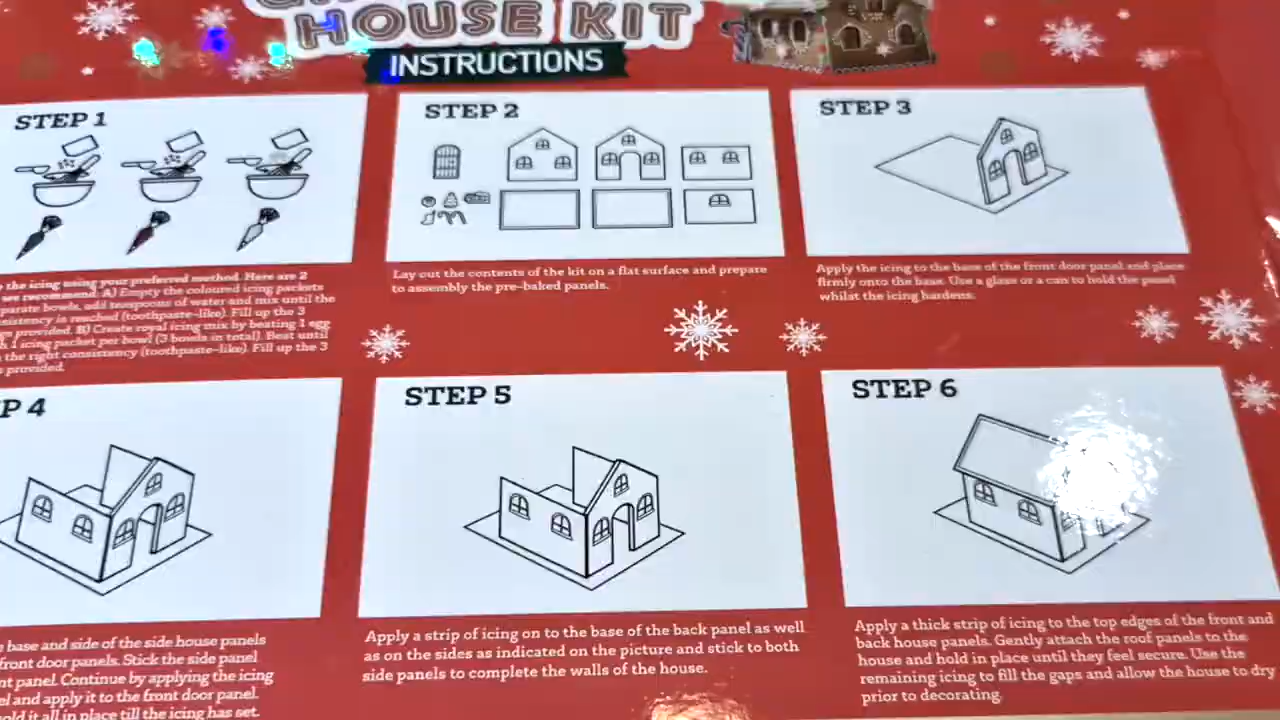 HOUSE KIT
INSTRUCTIONS
STEP 1
the icing using your preferred method. Here are 2
we recommend: A) Empty the coloured icing packets
bowls, add teaspoons of water and mix until the
is reached (toothpaste-like). Fill up the 3
provided. B) Create royal icing mix by beating 1 egg
1 icing packet per bowl (3 bowls in total). Beat until
the right consistency (toothpaste-like). Fill up the 3
provided.
STEP 2
Lay out the contents of the kit on a flat surface and prepare
to assembly the pre-baked panels.
STEP 3
Apply the icing to the base of the front door panel and place
firmly onto the base. Use a glass or a can to hold the panel
whilst the icing hardens.
P 4
base and side of the side house panels
front door panels. Stick the side panel
panel. Continue by applying the icing
and apply it to the front door panel.
it all in place till the icing has set.
STEP 5
Apply a strip of icing on to the base of the back panel as well
as on the sides as indicated on the picture and stick to both
side panels to complete the walls of the house.
STEP 6
Apply a thick strip of icing to the top edges of the front and
back house panels. Gently attach the roof panels to the
house and hold in place until they feel secure. Use the
remaining icing to fill the gaps and allow the house to dry
prior to decorating.